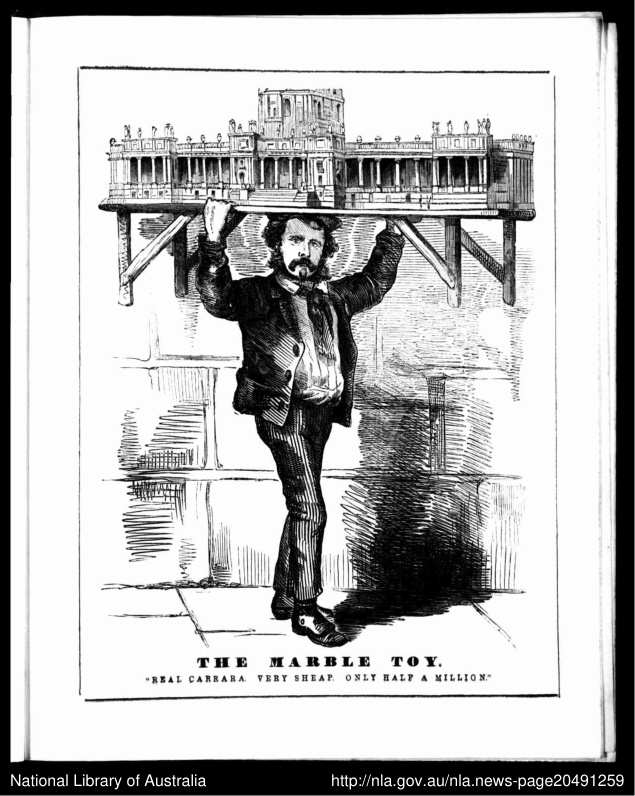 THE MARBLE TOY.
"REAL CARRARA. VERY SHEAP. ONLY HALF A MILLION."
National Library of Australia
http://nla.gov.au/nla.news-page20491259